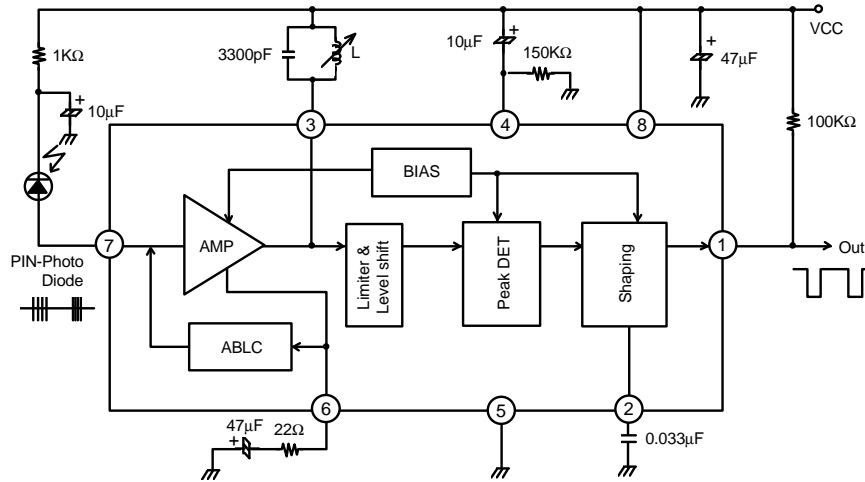 VCC
1KΩ
10μF
3300pF
L
10μF
+
150KΩ
+
47μF
100KΩ
+
3
4
8
BIAS
7
AMP
Limiter &
Level shift
Peak DET
Shaping
1
Out
PIN-Photo
Diode
ABLC
6
5
2
47μF
+
22Ω
0.033μF